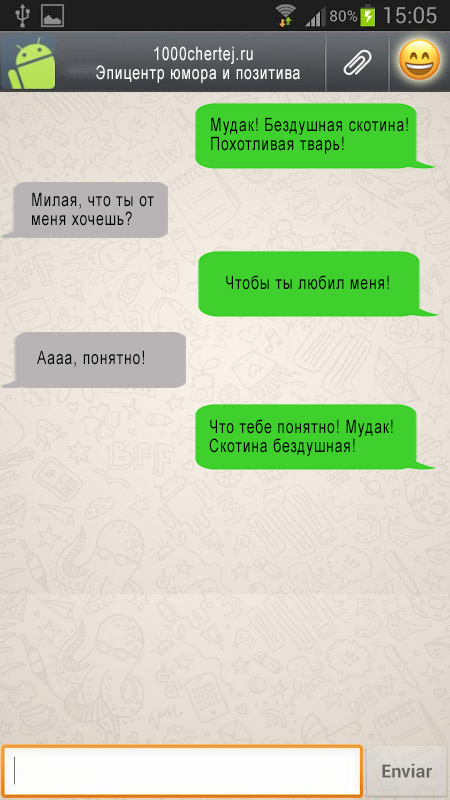 80% 15:05
1000chertej.ru
Эпицентр юмора и позитива
Мудак! Бездушная скотина!
Похотливая тварь!
Милая, что ты от
меня хочешь?
Чтобы ты любил меня!
Аааа, понятно!
Что тебе понятно! Мудак!
Скотина бездушная!
Enviar